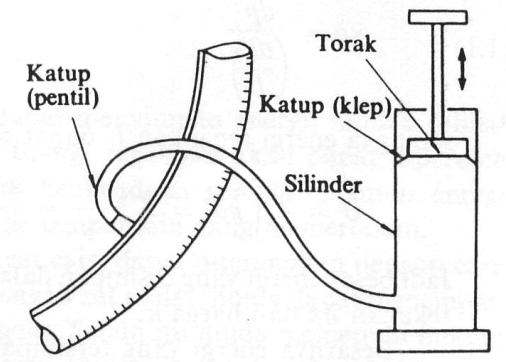 Torak
Katup
(pentil)
Katup (klep)
Silinder